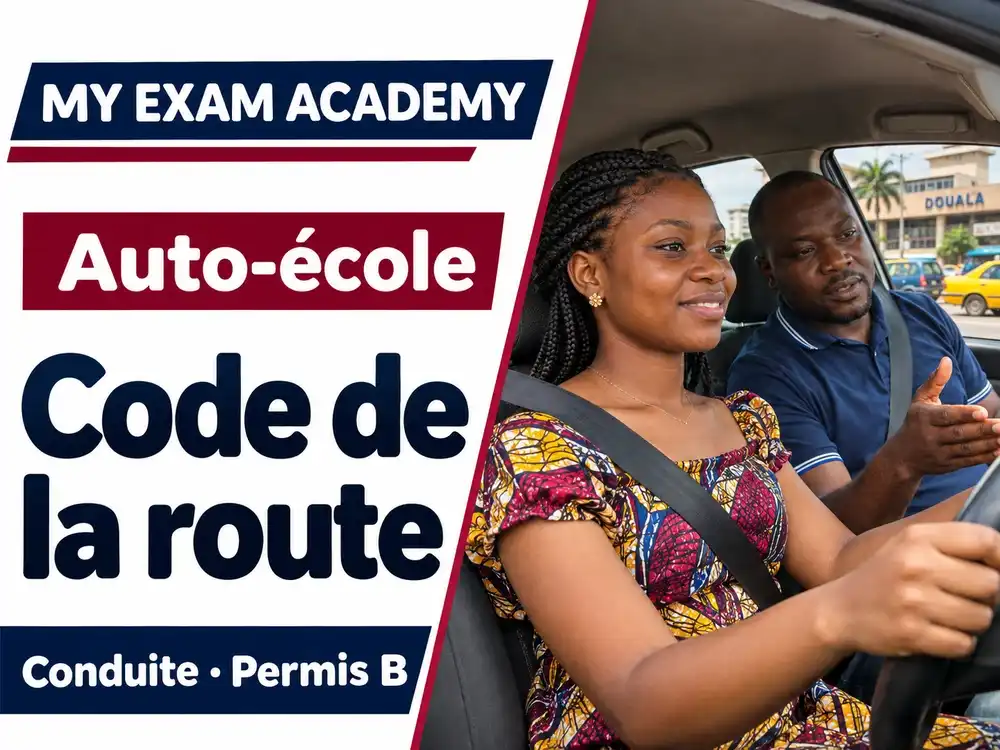 MY EXAM ACADEMY
Auto-école
Code de
la route
Conduite · Permis B
DOUALA